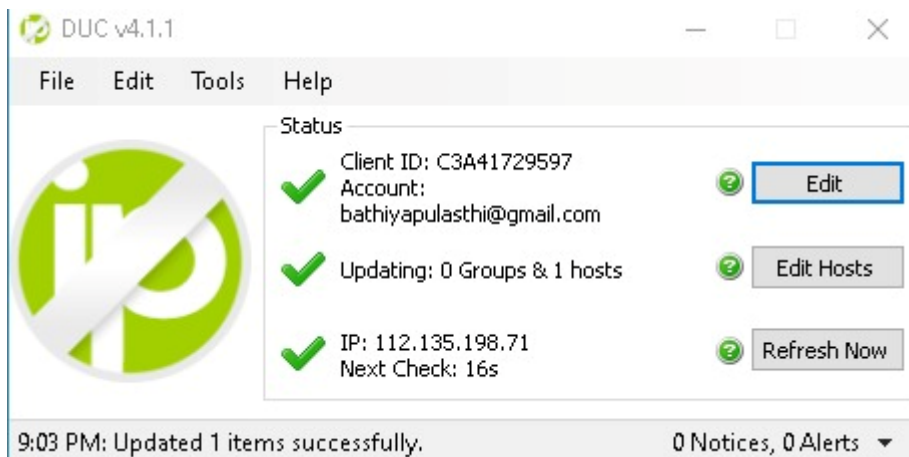 DUC v4.1.1
File Edit Tools Help
ip
Status
Client ID: C3A41729597
Account:
bathiyapulasthi@gmail.com
Edit
Updating: 0 Groups & 1 hosts
Edit Hosts
IP: 112.135.198.71
Next Check: 16s
Refresh Now
9:03 PM: Updated 1 items successfully.
0 Notices, 0 Alerts